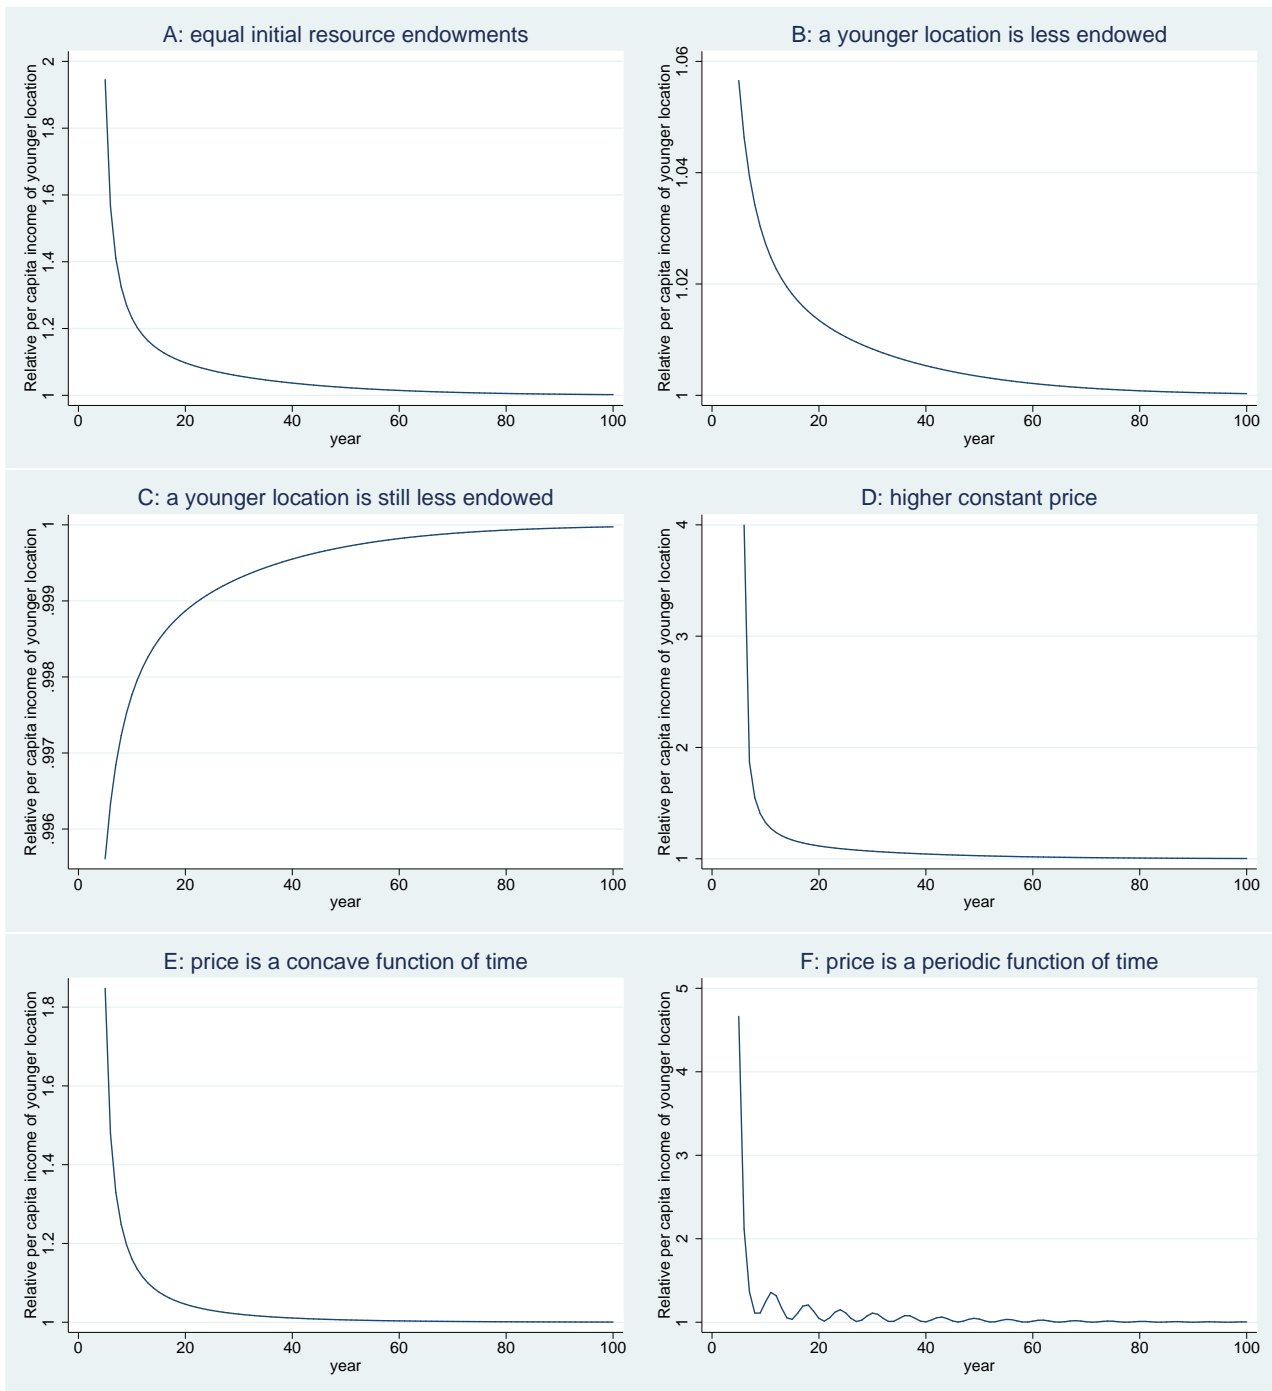 A: equal initial resource endowments
Relative per capita income of younger location
2
1.8
1.6
1.4
1.2
1
0 20 40 60 80 100
year
B: a younger location is less endowed
Relative per capita income of younger location
1.06
1.04
1.02
1
0 20 40 60 80 100
year
C: a younger location is still less endowed
Relative per capita income of younger location
1
.999
.998
.997
.996
0 20 40 60 80 100
year
D: higher constant price
Relative per capita income of younger location
4
3
2
1
0 20 40 60 80 100
year
E: price is a concave function of time
Relative per capita income of younger location
1.8
1.6
1.4
1.2
1
0 20 40 60 80 100
year
F: price is a periodic function of time
Relative per capita income of younger location
5
4
3
2
1
0 20 40 60 80 100
year